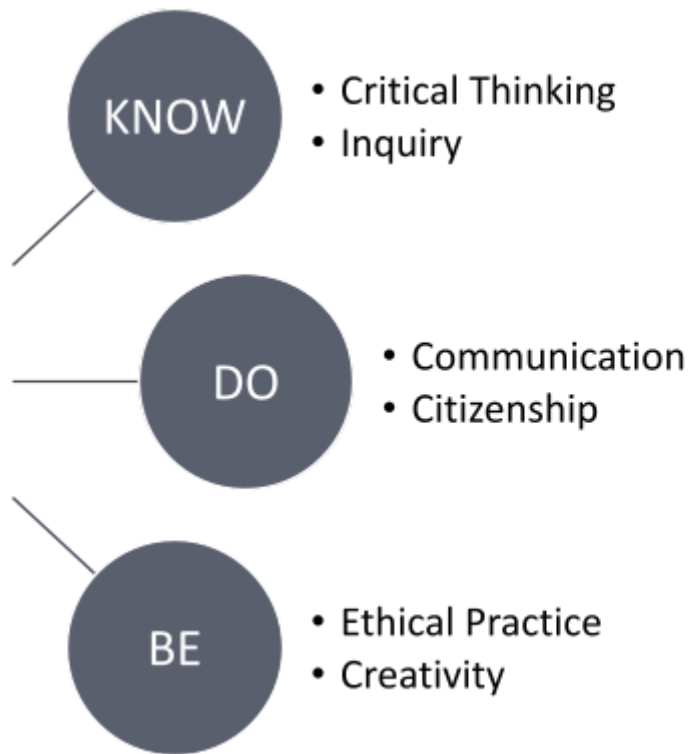 KNOW
• Critical Thinking
• Inquiry
DO
• Communication
• Citizenship
BE
• Ethical Practice
• Creativity